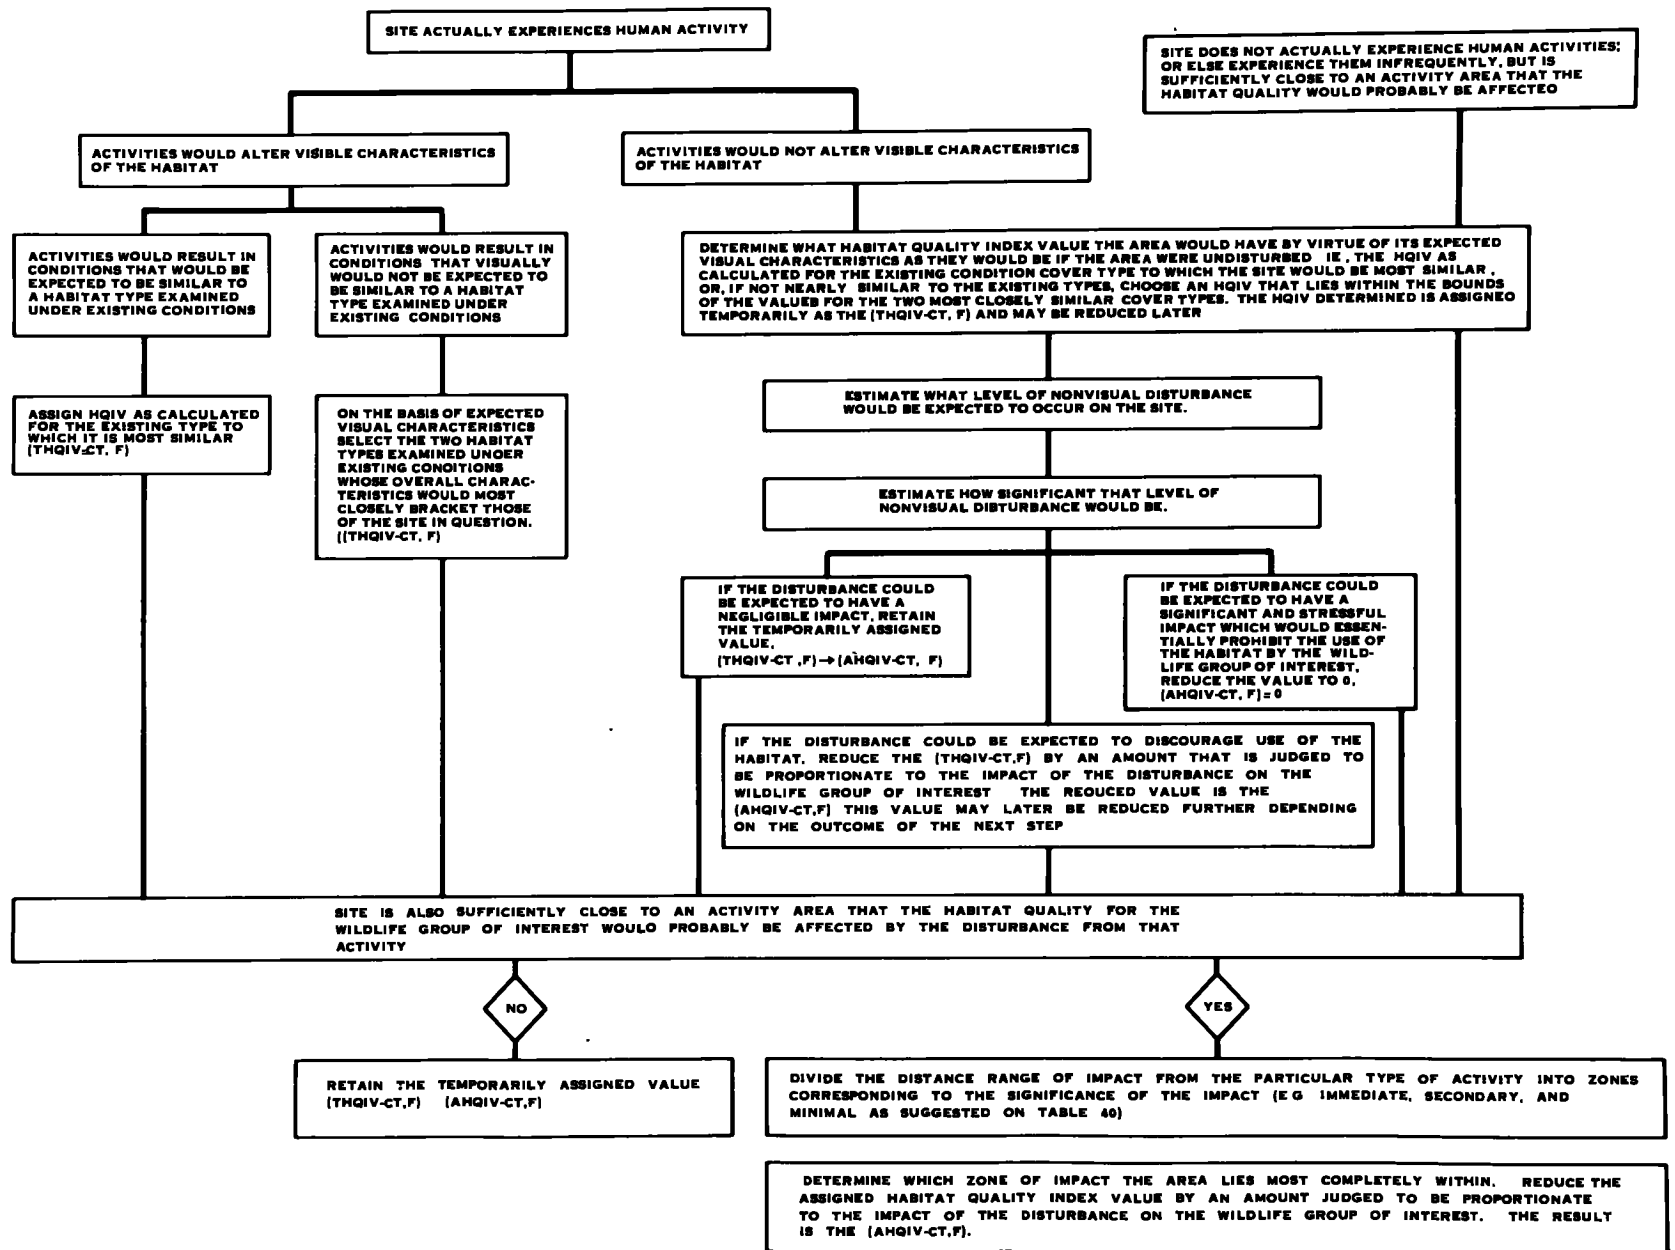 SITE ACTUALLY EXPERIENCES HUMAN ACTIVITY
SITE DOES NOT ACTUALLY EXPERIENCE HUMAN ACTIVITIES;
OR ELSE EXPERIENCE THEM INFREQUENTLY, BUT IS
SUFFICIENTLY CLOSE TO AN ACTIVITY AREA THAT THE
HABITAT QUALITY WOULD PROBABLY BE AFFECTED
ACTIVITIES WOULD ALTER VISIBLE CHARACTERISTICS
OF THE HABITAT
ACTIVITIES WOULD NOT ALTER VISIBLE CHARACTERISTICS
OF THE HABITAT
ACTIVITIES WOULD RESULT IN
CONDITIONS THAT WOULD BE
EXPECTED TO BE SIMILAR TO
A HABITAT TYPE EXAMINED
UNDER EXISTING CONDITIONS
ACTIVITIES WOULD RESULT IN
CONDITIONS THAT VISUALLY
WOULD NOT BE EXPECTED TO
BE SIMILAR TO A HABITAT
TYPE EXAMINED UNDER
EXISTING CONDITIONS
DETERMINE WHAT HABITAT QUALITY INDEX VALUE THE AREA WOULD HAVE BY VIRTUE OF ITS EXPECTED
VISUAL CHARACTERISTICS AS THEY WOULD BE IF THE AREA WERE UNDISTURBED IE, THE HQIV AS
CALCULATED FOR THE EXISTING CONDITION COVER TYPE TO WHICH THE SITE WOULD BE MOST SIMILAR,
OR, IF NOT NEARLY SIMILAR TO THE EXISTING TYPES, CHOOSE AN HQIV THAT LIES WITHIN THE BOUNDS
OF THE VALUES FOR THE TWO MOST CLOSELY SIMILAR COVER TYPES. THE HQIV DETERMINED IS ASSIGNED
TEMPORARILY AS THE (THQIV-CT, F) AND MAY BE REDUCED LATER
ASSIGN HQIV AS CALCULATED
FOR THE EXISTING TYPE TO
WHICH IT IS MOST SIMILAR
(THQIV-CT, F)
ON THE BASIS OF EXPECTED
VISUAL CHARACTERISTICS
SELECT THE TWO HABITAT
TYPES EXAMINED UNDER
EXISTING CONDITIONS
WHOSE OVERALL CHARAC-
TERISTICS WOULD MOST
CLOSELY BRACKET THOSE
OF THE SITE IN QUESTION.
((THQIV-CT, F)
ESTIMATE WHAT LEVEL OF NONVISUAL DISTURBANCE
WOULD BE EXPECTED TO OCCUR ON THE SITE.
ESTIMATE HOW SIGNIFICANT THAT LEVEL OF
NONVISUAL DISTURBANCE WOULD BE.
IF THE DISTURBANCE COULD
BE EXPECTED TO HAVE A
NEGLIGIBLE IMPACT, RETAIN
THE TEMPORARILY ASSIGNED
VALUE.
(THQIV-CT ,F)→(AHQIV-CT, F)
IF THE DISTURBANCE COULD
BE EXPECTED TO HAVE A
SIGNIFICANT AND STRESSFUL
IMPACT WHICH WOULD ESSEN-
TIALLY PROHIBIT THE USE OF
THE HABITAT BY THE WILD-
LIFE GROUP OF INTEREST,
REDUCE THE VALUE TO 0,
(AHQIV-CT, F)=0
IF THE DISTURBANCE COULD BE EXPECTED TO DISCOURAGE USE OF THE
HABITAT, REDUCE THE (THQIV-CT,F) BY AN AMOUNT THAT IS JUDGED TO
BE PROPORTIONATE TO THE IMPACT OF THE DISTURBANCE ON THE
WILDLIFE GROUP OF INTEREST THE REDUCED VALUE IS THE
(AHQIV-CT,F) THIS VALUE MAY LATER BE REDUCED FURTHER DEPENDING
ON THE OUTCOME OF THE NEXT STEP
SITE IS ALSO SUFFICIENTLY CLOSE TO AN ACTIVITY AREA THAT THE HABITAT QUALITY FOR THE
WILDLIFE GROUP OF INTEREST WOULD PROBABLY BE AFFECTED BY THE DISTURBANCE FROM THAT
ACTIVITY
NO
YES
RETAIN THE TEMPORARILY ASSIGNED VALUE
(THQIV-CT,F) (AHQIV-CT,F)
DIVIDE THE DISTANCE RANGE OF IMPACT FROM THE PARTICULAR TYPE OF ACTIVITY INTO ZONES
CORRESPONDING TO THE SIGNIFICANCE OF THE IMPACT (EG IMMEDIATE, SECONDARY, AND
MINIMAL AS SUGGESTED ON TABLE 40)
DETERMINE WHICH ZONE OF IMPACT THE AREA LIES MOST COMPLETELY WITHIN. REDUCE THE
ASSIGNED HABITAT QUALITY INDEX VALUE BY AN AMOUNT JUDGED TO BE PROPORTIONATE
TO THE IMPACT OF THE DISTURBANCE ON THE WILDLIFE GROUP OF INTEREST. THE RESULT
IS THE (AHQIV-CT,F).